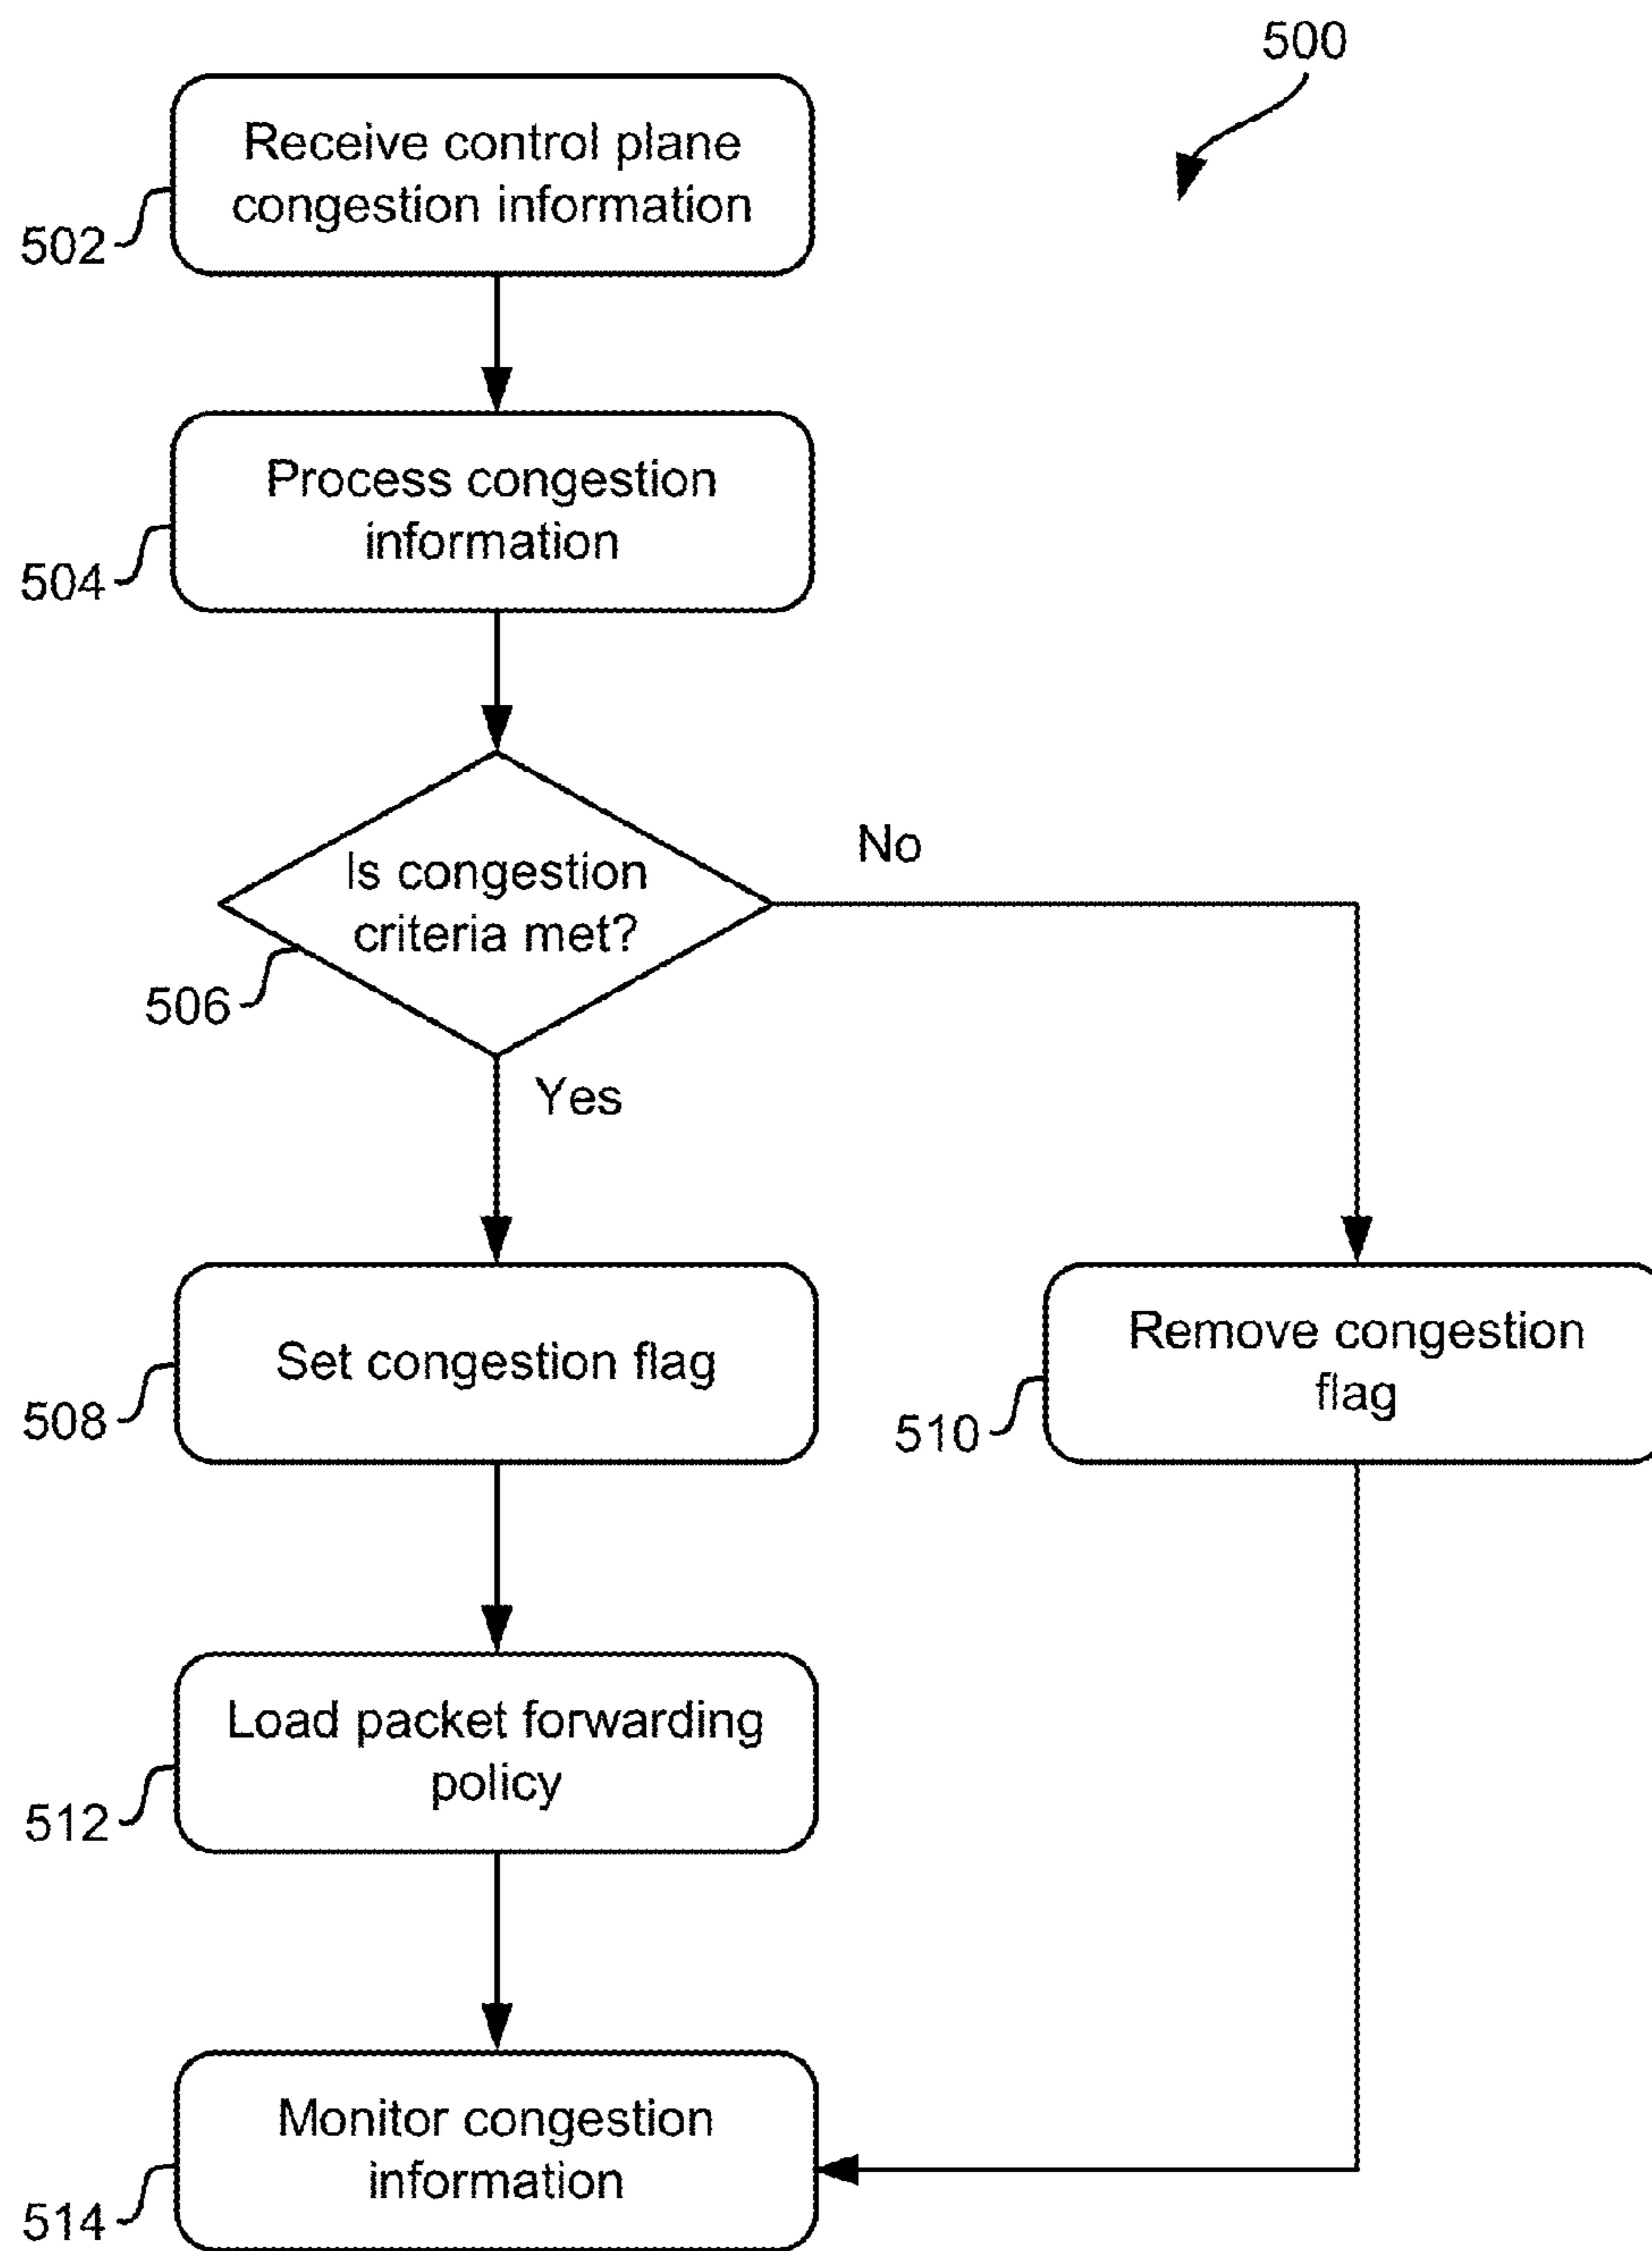 500
Receive control plane
congestion information
502
Process congestion
information
504
Is congestion
criteria met?
506
No
Yes
Set congestion flag
508
Remove congestion
flag
510
Load packet forwarding
policy
512
Monitor congestion
information
514